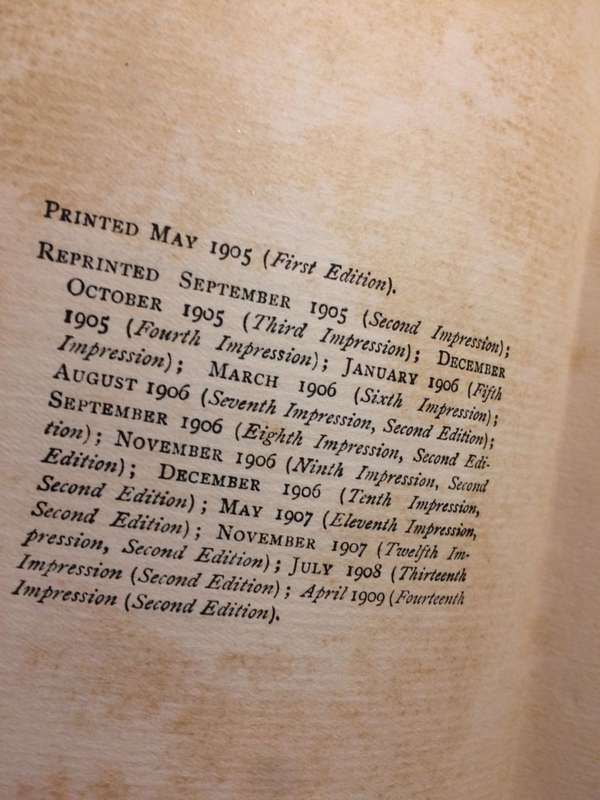 Printed May 1905 (First Edition).
Reprinted September 1905 (Second Impression);
October 1905 (Third Impression); December
1905 (Fourth Impression); January 1906 (Fifth
Impression); March 1906 (Sixth Impression);
August 1906 (Seventh Impression, Second Edition);
September 1906 (Eighth Impression, Second Edi-
tion); November 1906 (Ninth Impression, Second
Edition); December 1906 (Tenth Impression,
Second Edition); May 1907 (Eleventh Impression,
Second Edition); November 1907 (Twelfth Im-
pression, Second Edition); July 1908 (Thirteenth
Impression (Second Edition); April 1909 (Fourteenth
Impression (Second Edition).